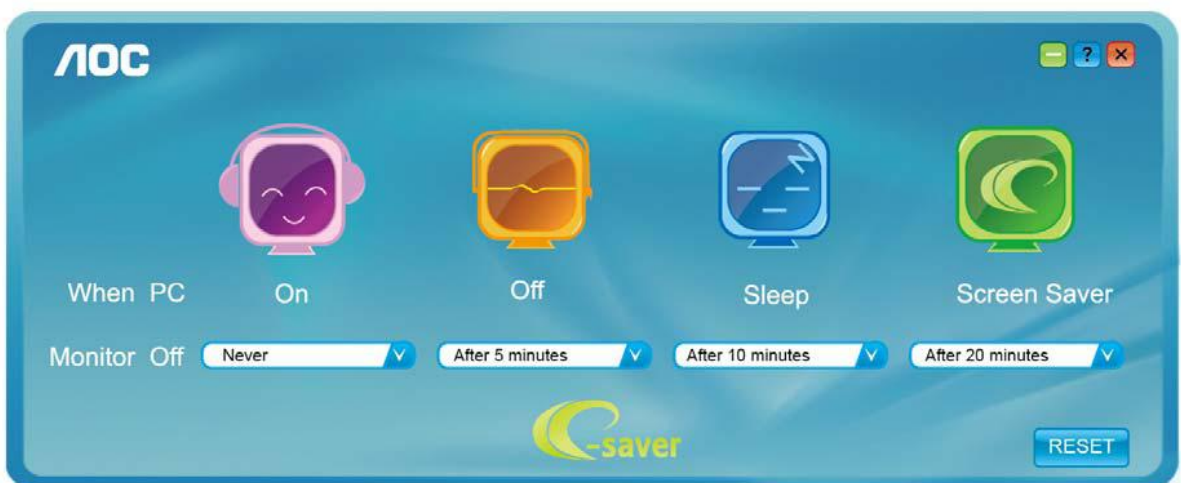 AOC
?
When PC On Off Sleep Screen Saver
Monitor Off Never After 5 minutes After 10 minutes After 20 minutes
e-saver
RESET